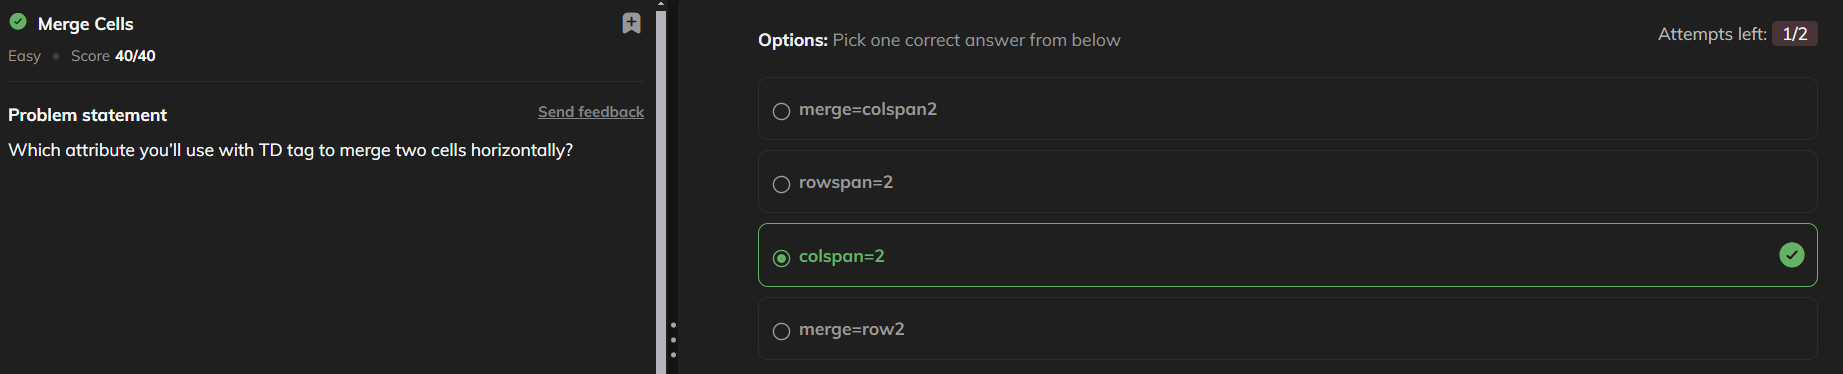 Merge Cells
Easy • Score 40/40
Problem statement
Send feedback
Which attribute you'll use with TD tag to merge two cells horizontally?
Options: Pick one correct answer from below
Attempts left: 1/2
merge=colspan2
rowspan=2
colspan=2
merge=row2